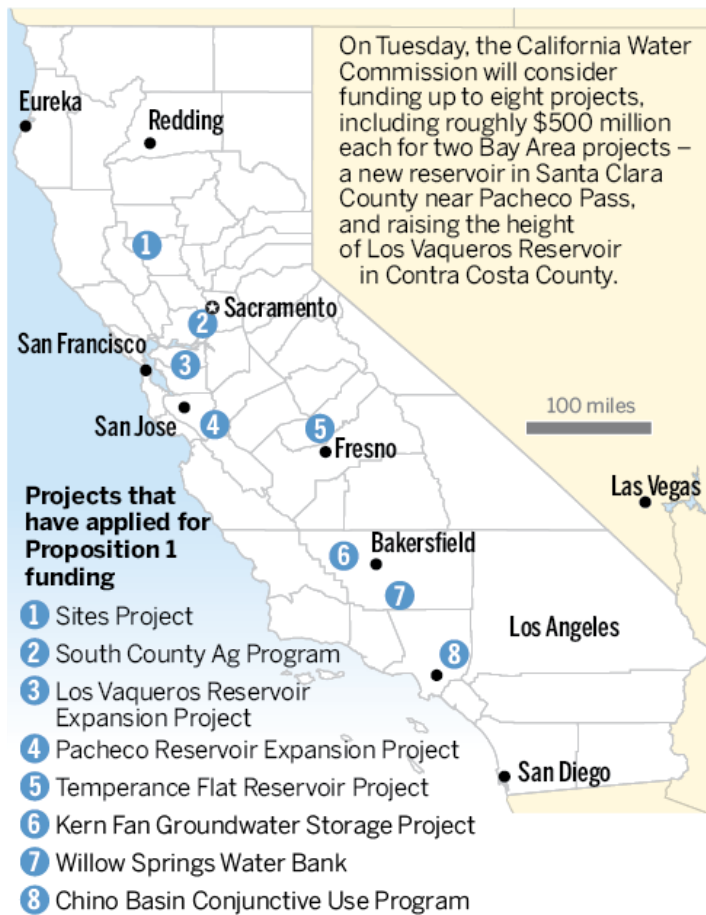 On Tuesday, the California Water
Commission will consider
funding up to eight projects,
including roughly $500 million
each for two Bay Area projects –
a new reservoir in Santa Clara
County near Pacheco Pass,
and raising the height
of Los Vaqueros Reservoir
in Contra Costa County.
Eureka
Redding
1
Sacramento
2
San Francisco
3
San Jose
4
5
Fresno
100 miles
Las Vegas
6
Bakersfield
7
Los Angeles
8
San Diego
Projects that
have applied for
Proposition 1
funding
1 Sites Project
2 South County Ag Program
3 Los Vaqueros Reservoir
Expansion Project
4 Pacheco Reservoir Expansion Project
5 Temperance Flat Reservoir Project
6 Kern Fan Groundwater Storage Project
7 Willow Springs Water Bank
8 Chino Basin Conjunctive Use Program